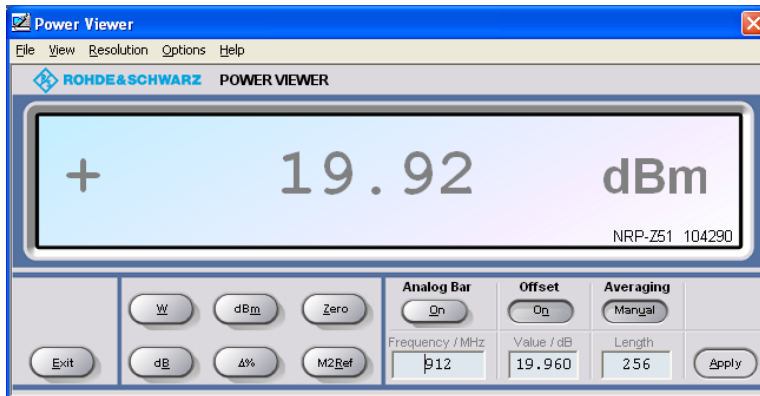 Power Viewer
File View Resolution Options Help
ROHDE&SCHWARZ POWER VIEWER
+ 19.92 dBm
NRP-Z51 104290
Analog Bar Offset Averaging
W dBm Zero On On Manual
Frequency / MHz Value / dB Length
Exit dB Δ% M2Ref 912 19.960 256 Apply